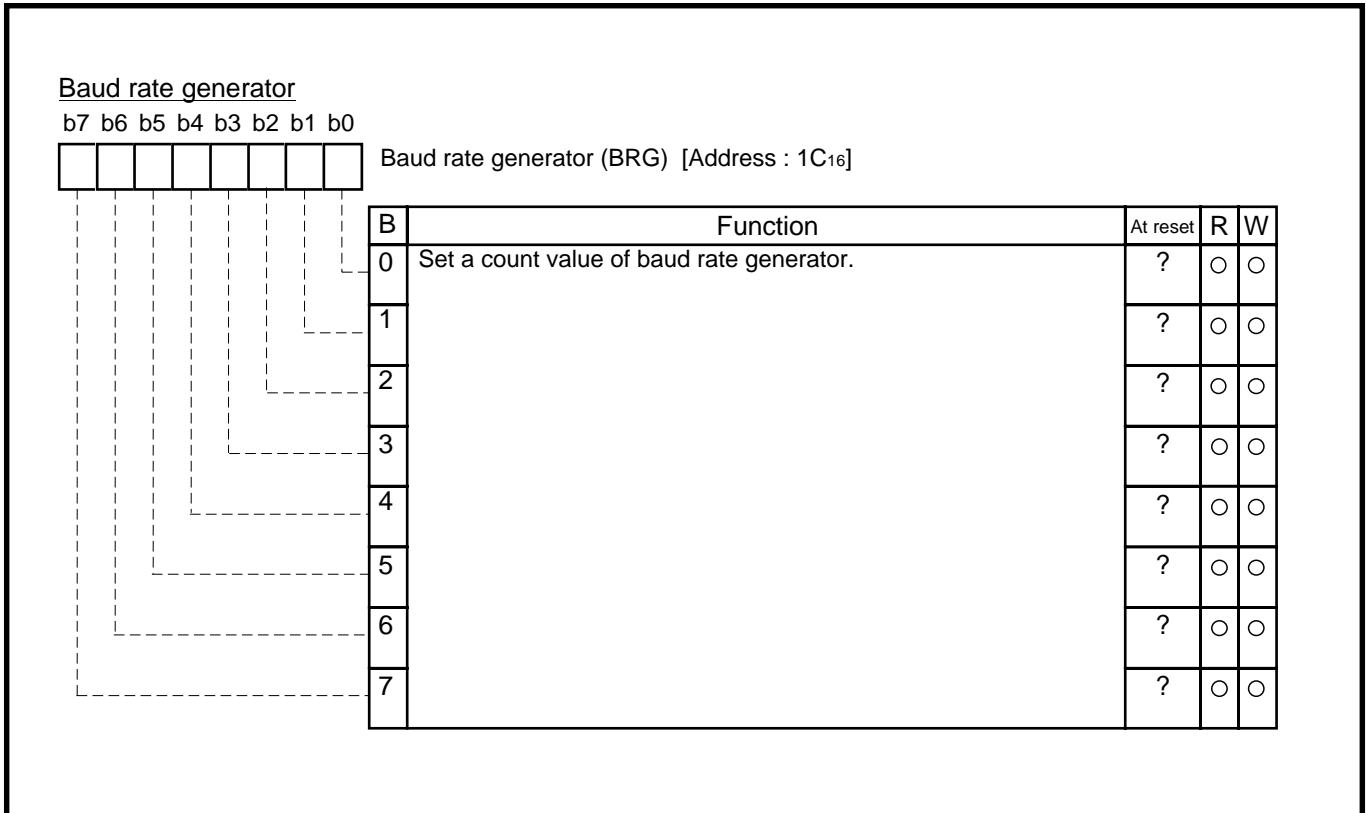 Baud rate generator
b7 b6 b5 b4 b3 b2 b1 b0
Baud rate generator (BRG) [Address : 1C16]
B Function At reset R W
0 Set a count value of baud rate generator. ? ○ ○
1 ? ○ ○
2 ? ○ ○
3 ? ○ ○
4 ? ○ ○
5 ? ○ ○
6 ? ○ ○
7 ? ○ ○